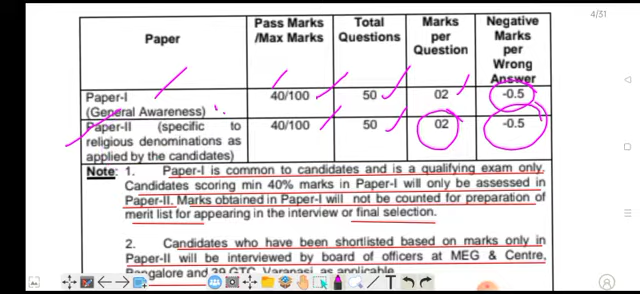 4/51
Paper Pass Marks /Max Marks Total Questions Marks per Question Negative Marks per Wrong Answer
Paper-I (General Awareness) 40/100 50 02 -0.5
Paper-II (specific to religious denominations as applied by the candidates) 40/100 50 02 -0.5
Note: 1. Paper-I is common to candidates and is a qualifying exam only.
Candidates scoring min 40% marks in Paper-I will only be assessed in
Paper-II. Marks obtained in Paper-I will not be counted for preparation of
merit list for appearing in the interview or final selection.
2. Candidates who have been shortlisted based on marks only in
Paper-II will be interviewed by board of officers at MEG & Centre,
Bangalore and 39 GTC, Varanasi as applicable